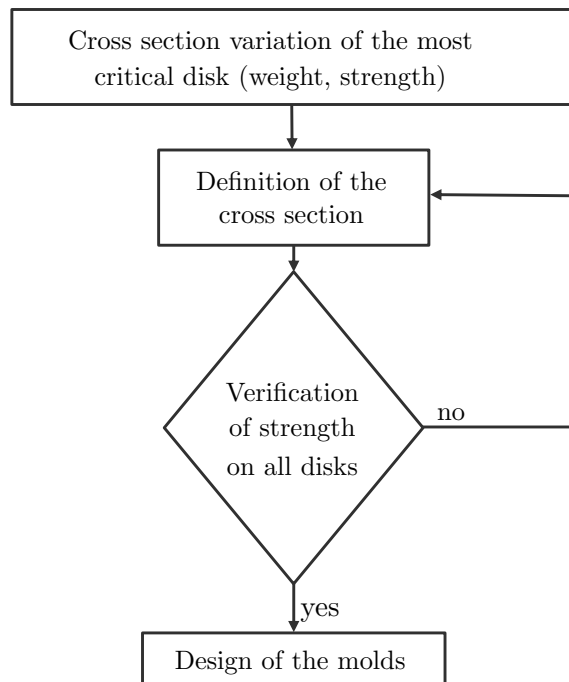 Cross section variation of the most
critical disk (weight, strength)
Definition of the
cross section
Verification
of strength
on all disks
no
yes
Design of the molds